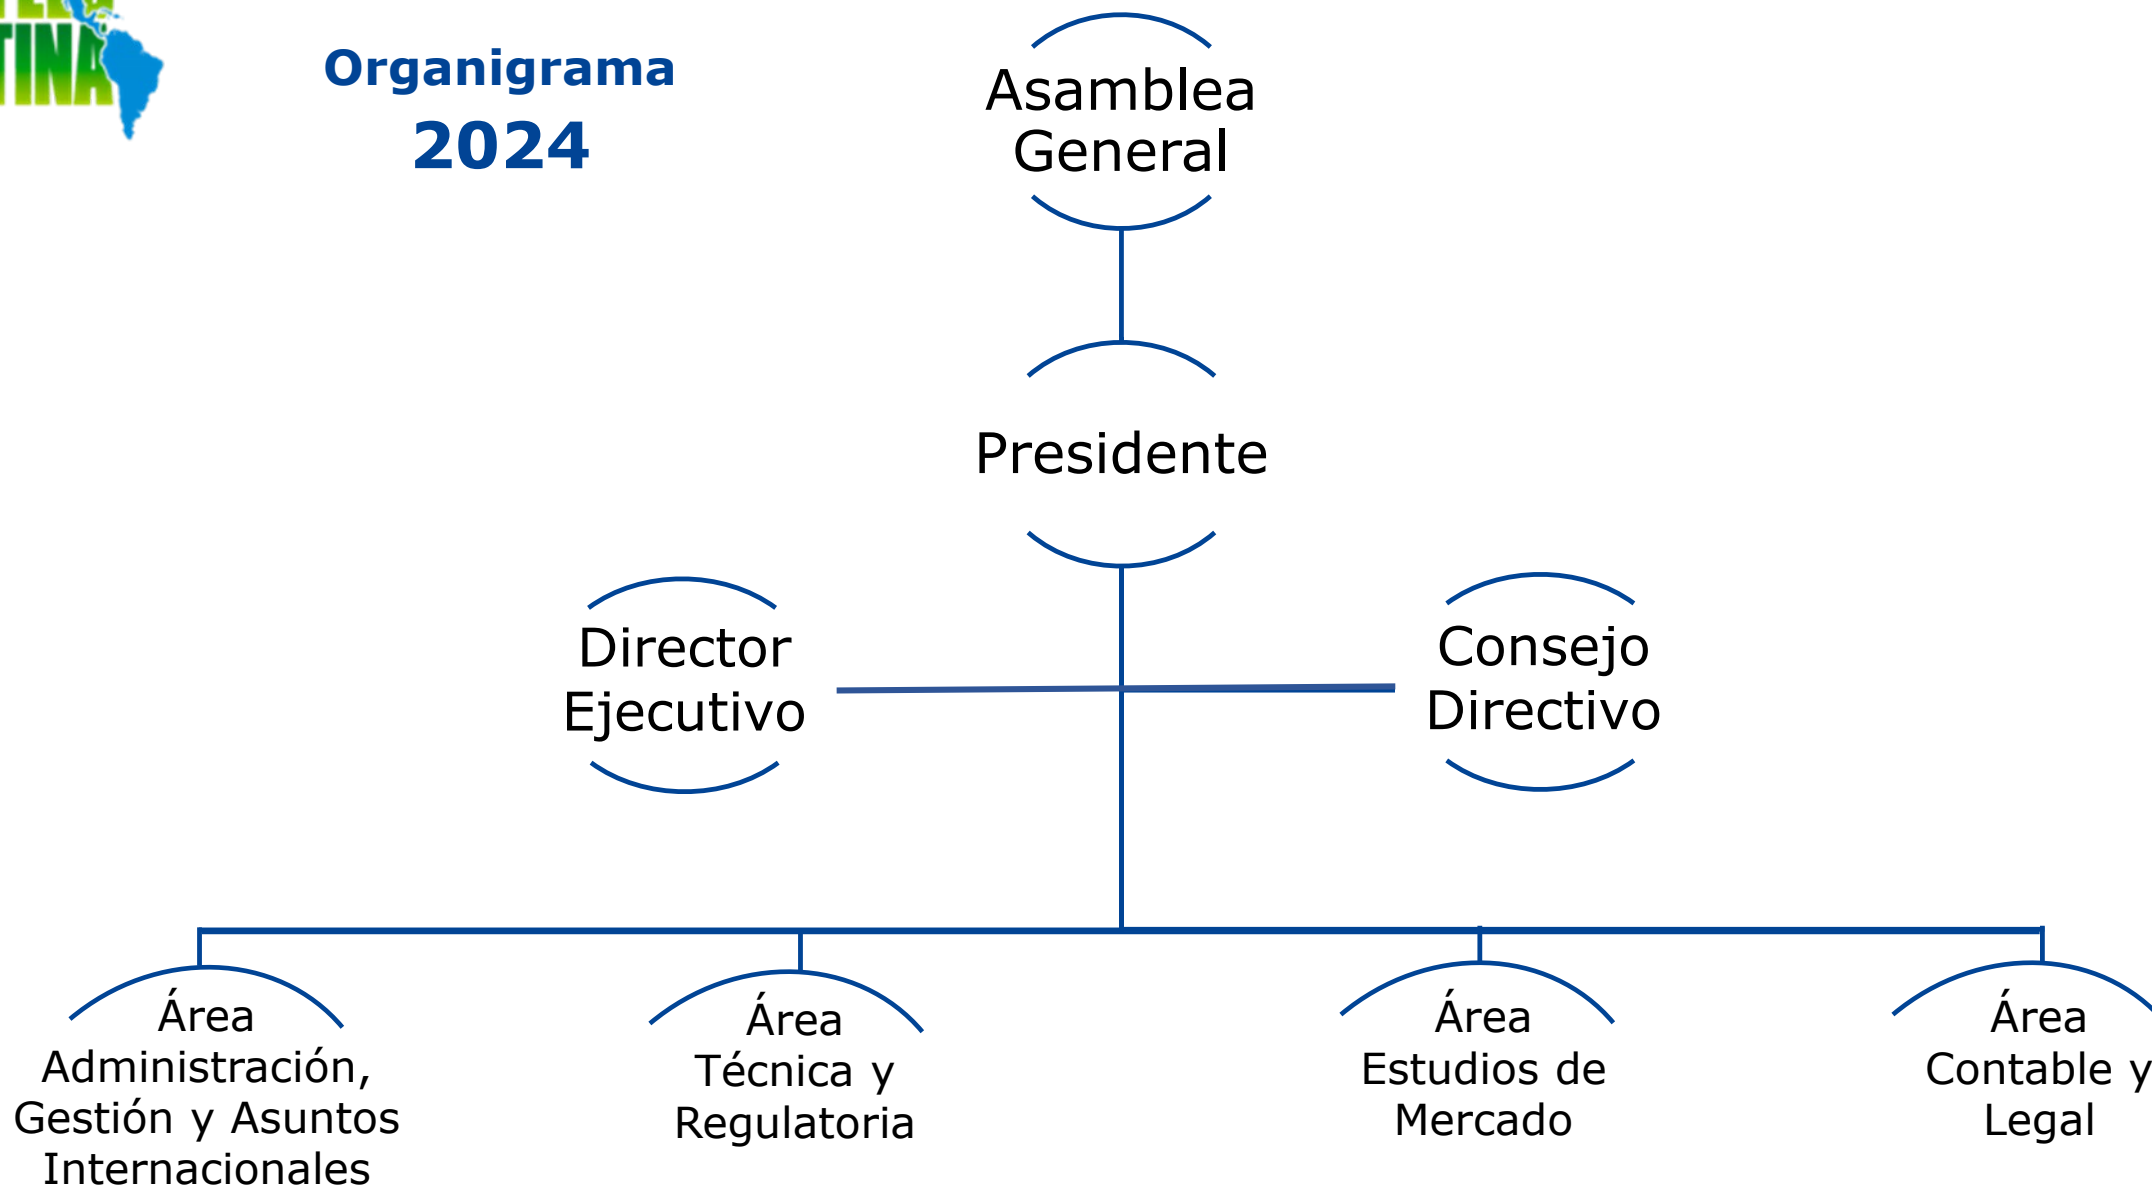 TINA
Organigrama
2024
Asamblea
General
Presidente
Director
Ejecutivo
Consejo
Directivo
Área
Administración,
Gestión y Asuntos
Internacionales
Área
Técnica y
Regulatoria
Área
Estudios de
Mercado
Área
Contable y
Legal